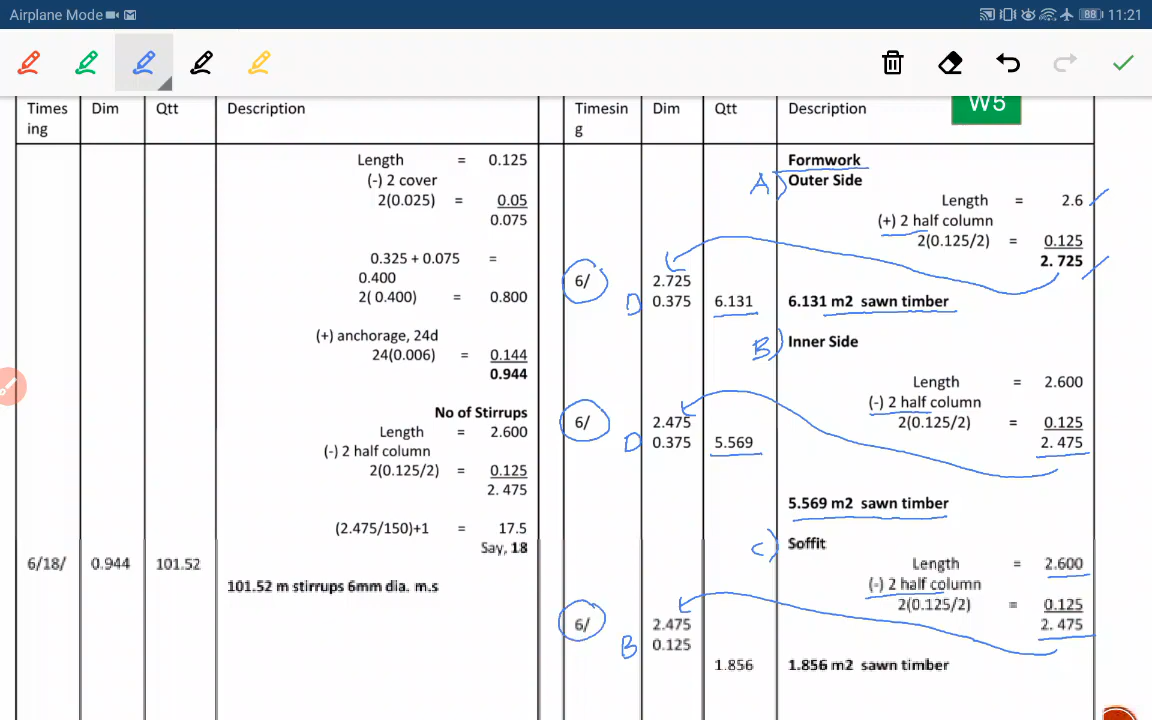 Airplane Mode
88 11:21
W5
Times
ing
Dim
Qtt
Description
Length = 0.125
(-) 2 cover
2(0.025) = 0.05
0.075
0.325 + 0.075 =
0.400
2( 0.400) = 0.800
(+) anchorage, 24d
24(0.006) = 0.144
0.944
No of Stirrups
Length = 2.600
(-) 2 half column
2(0.125/2) = 0.125
2. 475
(2.475/150)+1 = 17.5
Say, 18
6/18/ 0.944 101.52
101.52 m stirrups 6mm dia. m.s
Timesin
g
Dim
Qtt
Description
Formwork
A) Outer Side
Length = 2.6
(+) 2 half column
2(0.125/2) = 0.125
2. 725
6/ 2.725
D 0.375 6.131 6.131 m2 sawn timber
B) Inner Side
Length = 2.600
(-) 2 half column
6/ 2.475 2(0.125/2) = 0.125
D 0.375 5.569 2. 475
5.569 m2 sawn timber
C) Soffit
Length = 2.600
(-) 2 half column
2(0.125/2) = 0.125
6/ 2.475 2. 475
B 0.125
1.856 1.856 m2 sawn timber